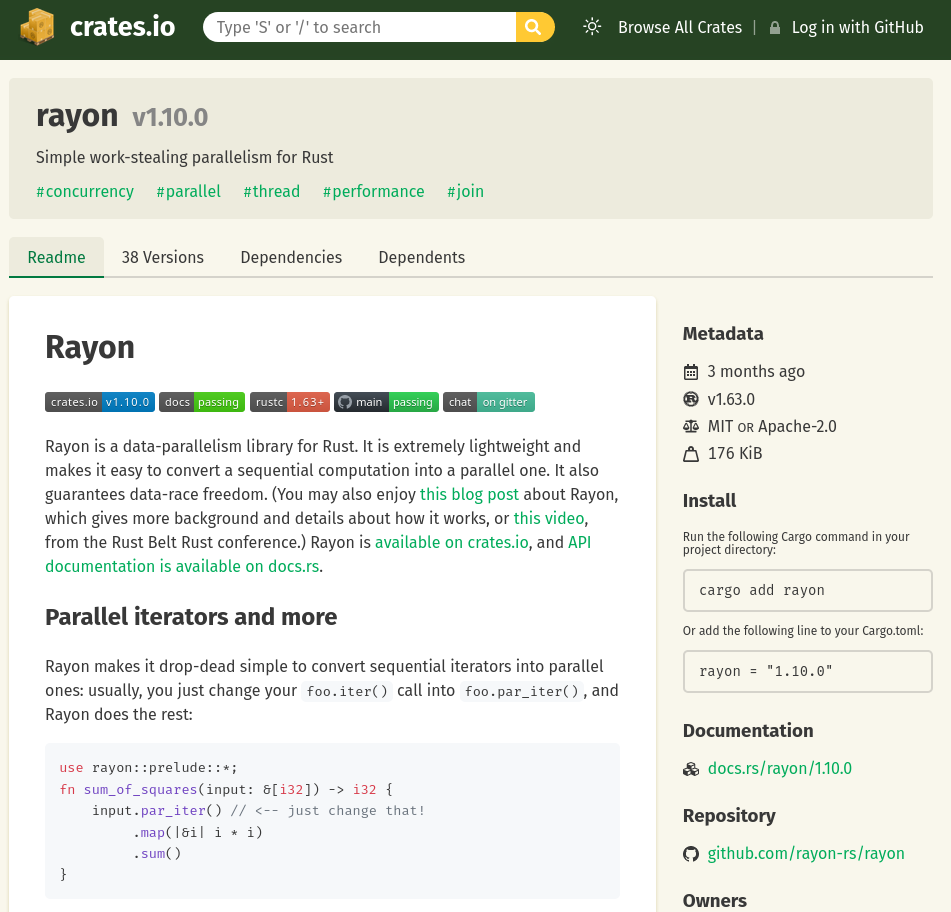 crates.io
Type 'S' or '/' to search
Browse All Crates | Log in with GitHub
rayon v1.10.0
Simple work-stealing parallelism for Rust
#concurrency #parallel #thread #performance #join
Readme 38 Versions Dependencies Dependents
Rayon
crates.io v1.10.0 docs passing rustc 1.63+ main passing chat on gitter
Rayon is a data-parallelism library for Rust. It is extremely lightweight and
makes it easy to convert a sequential computation into a parallel one. It also
guarantees data-race freedom. (You may also enjoy this blog post about Rayon,
which gives more background and details about how it works, or this video,
from the Rust Belt Rust conference.) Rayon is available on crates.io, and API
documentation is available on docs.rs.
Parallel iterators and more
Rayon makes it drop-dead simple to convert sequential iterators into parallel
ones: usually, you just change your foo.iter() call into foo.par_iter(), and
Rayon does the rest:
use rayon::prelude::*;
fn sum_of_squares(input: &[i32]) -> i32 {
    input.par_iter() // <-- just change that!
         .map(|&i| i * i)
         .sum()
}
Metadata
3 months ago
v1.63.0
MIT OR Apache-2.0
176 KiB
Install
Run the following Cargo command in your
project directory:
cargo add rayon
Or add the following line to your Cargo.toml:
rayon = "1.10.0"
Documentation
docs.rs/rayon/1.10.0
Repository
github.com/rayon-rs/rayon
Owners